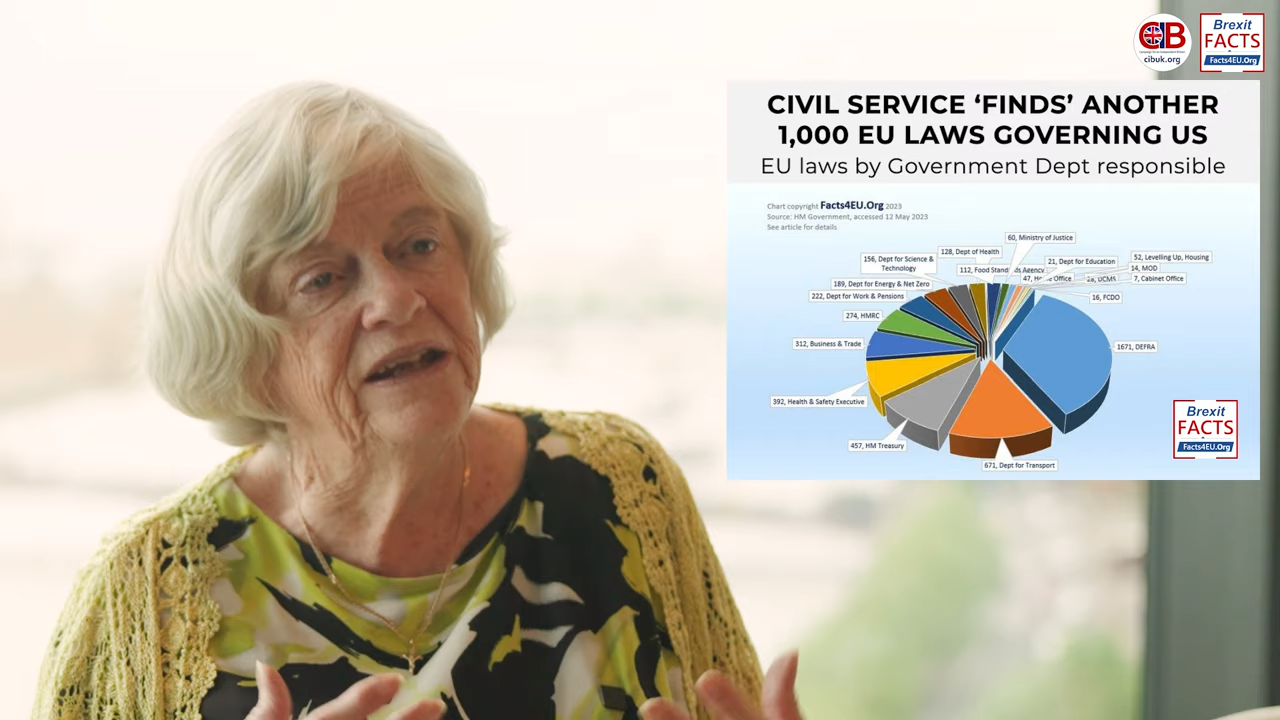 CIB
cibuk.org
Brexit
FACTS
Facts4EU.Org
CIVIL SERVICE ‘FINDS’ ANOTHER
1,000 EU LAWS GOVERNING US
EU laws by Government Dept responsible
Chart copyright Facts4EU.Org 2023
Source: HM Government, accessed 12 May 2023
See article for details
60, Ministry of Justice
128, Dept of Health
156, Dept for Science &
Technology
112, Food Standards Agency
21, Dept for Education
52, Levelling Up, Housing
14, MOD
47, Home Office
7, Cabinet Office
189, Dept for Energy & Net Zero
222, Dept for Work & Pensions
16, FCDO
274, HMRC
312, Business & Trade
1671, DEFRA
392, Health & Safety Executive
457, HM Treasury
671, Dept for Transport
Brexit
FACTS
Facts4EU.Org